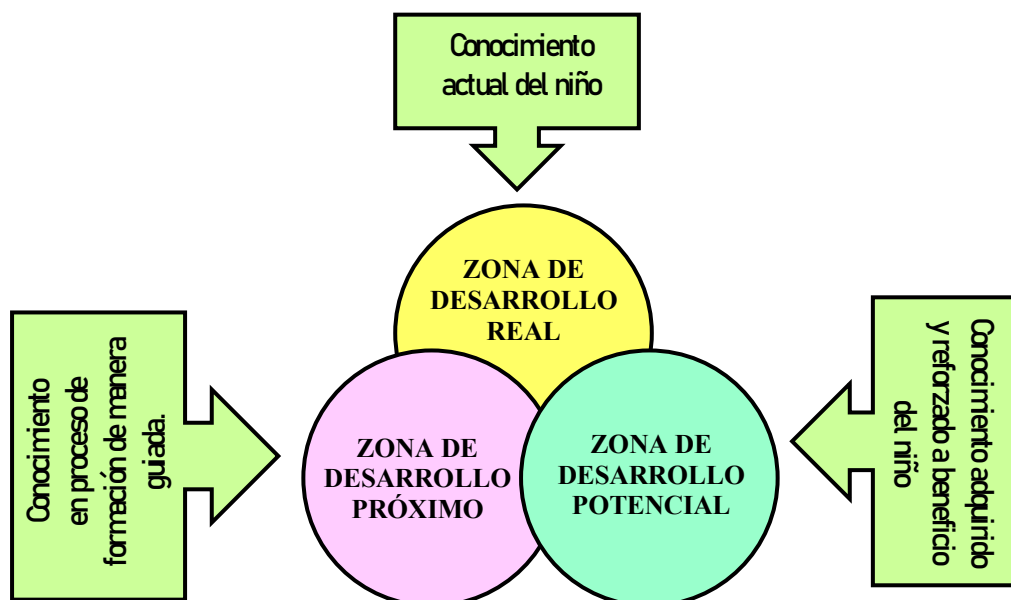 Conocimiento
actual del niño
ZONA DE
DESARROLLO
REAL
Conocimiento
en proceso de
formación de manera
guiada.
ZONA DE
DESARROLLO
PRÓXIMO
ZONA DE
DESARROLLO
POTENCIAL
Conocimiento adquirido
y reforzado a beneficio
del niño